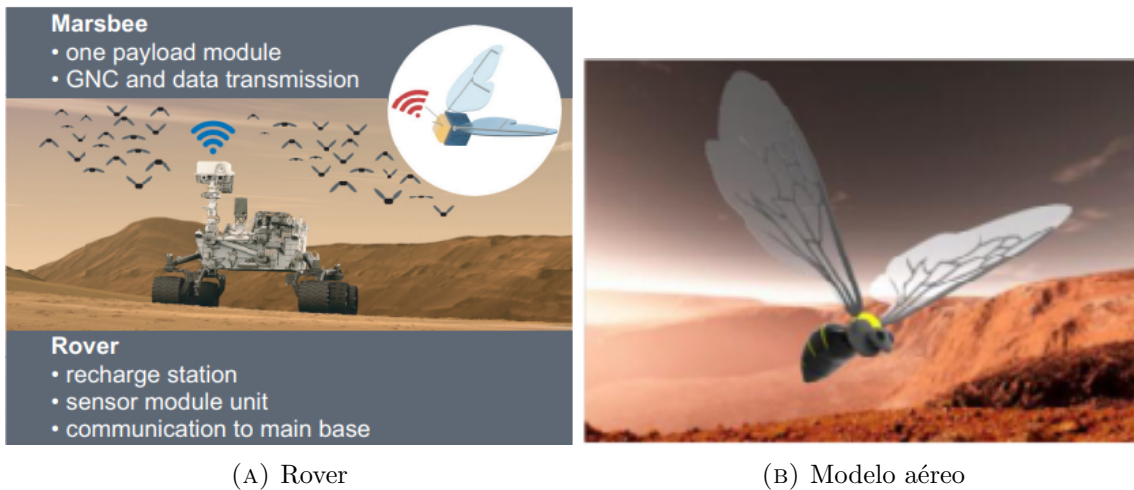 Marsbee
• one payload module
• GNC and data transmission
Rover
• recharge station
• sensor module unit
• communication to main base
(A) Rover
(B) Modelo aéreo